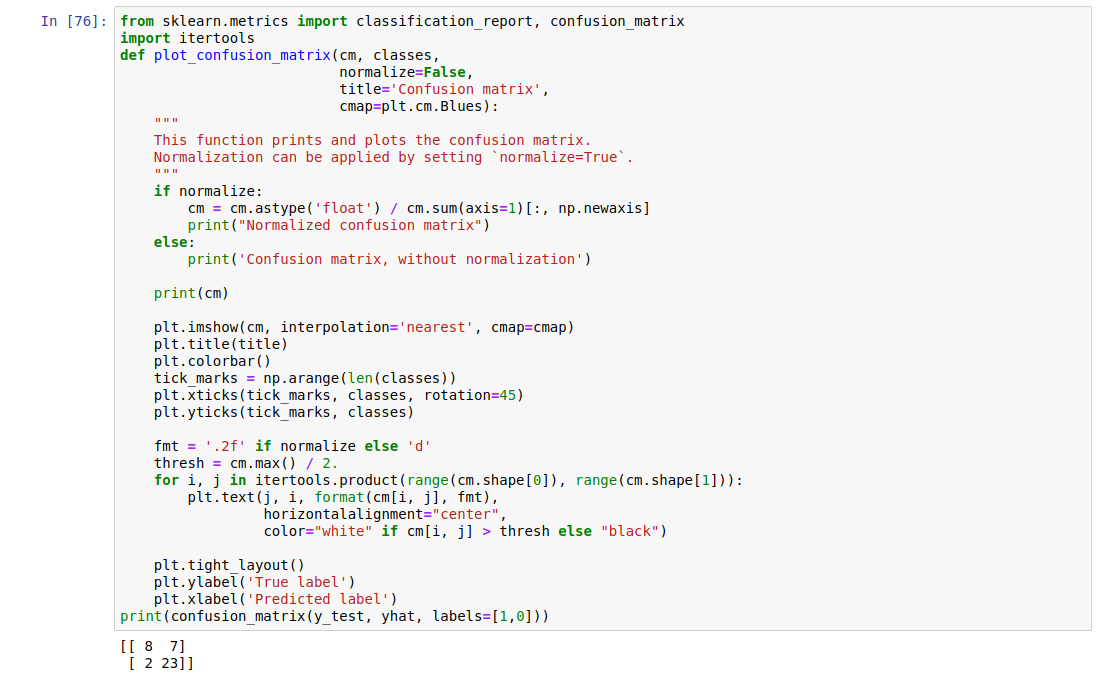 In [76]: from sklearn.metrics import classification_report, confusion_matrix
import itertools
def plot_confusion_matrix(cm, classes,
                          normalize=False,
                          title='Confusion matrix',
                          cmap=plt.cm.Blues):
    """
    This function prints and plots the confusion matrix.
    Normalization can be applied by setting `normalize=True`.
    """
    if normalize:
        cm = cm.astype('float') / cm.sum(axis=1)[:, np.newaxis]
        print("Normalized confusion matrix")
    else:
        print('Confusion matrix, without normalization')

    print(cm)

    plt.imshow(cm, interpolation='nearest', cmap=cmap)
    plt.title(title)
    plt.colorbar()
    tick_marks = np.arange(len(classes))
    plt.xticks(tick_marks, classes, rotation=45)
    plt.yticks(tick_marks, classes)

    fmt = '.2f' if normalize else 'd'
    thresh = cm.max() / 2.
    for i, j in itertools.product(range(cm.shape[0]), range(cm.shape[1])):
        plt.text(j, i, format(cm[i, j], fmt),
                 horizontalalignment="center",
                 color="white" if cm[i, j] > thresh else "black")

    plt.tight_layout()
    plt.ylabel('True label')
    plt.xlabel('Predicted label')
print(confusion_matrix(y_test, yhat, labels=[1,0]))
[[ 8  7]
 [ 2 23]]